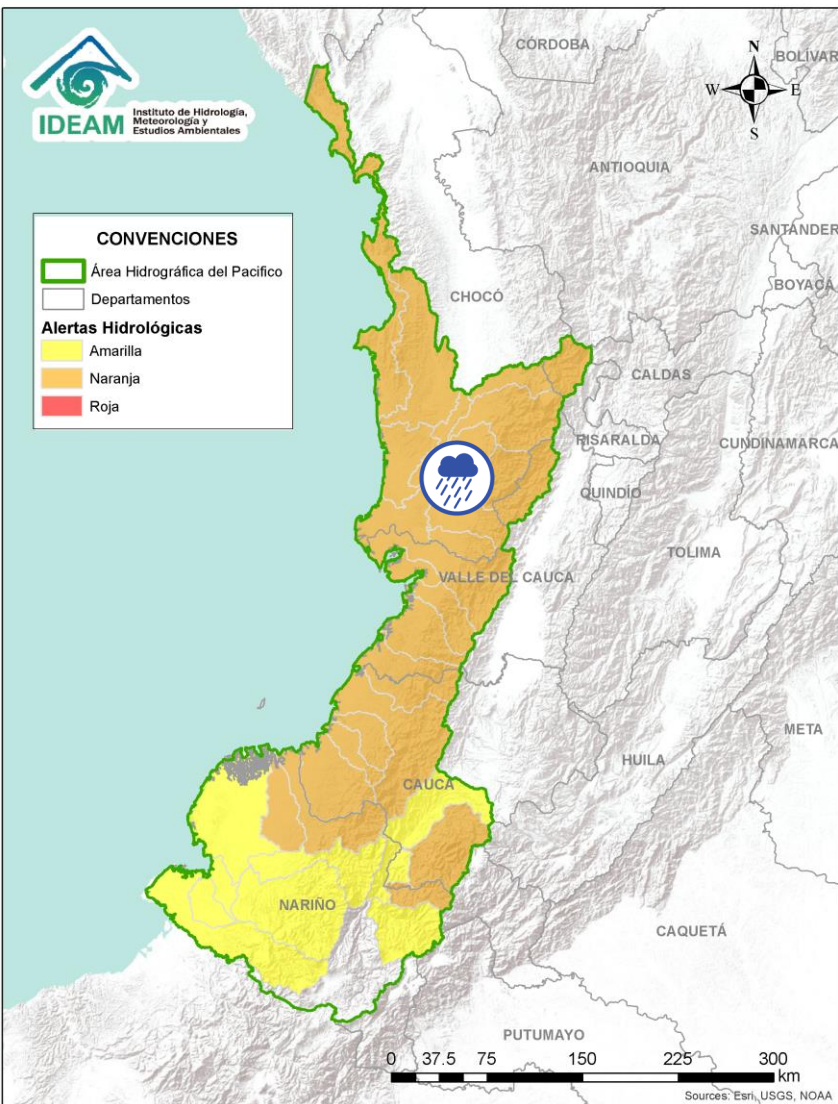 IDEAM
Instituto de Hidrología,
Meteorología y
Estudios Ambientales
CONVENCIONES
Área Hidrográfica del Pacifico
Departamentos
Alertas Hidrológicas
Amarilla
Naranja
Roja
N
W
E
S
CÓRDOBA
BOLÍVAR
ANTIOQUIA
SANTANDER
BOYACÁ
CHOCÓ
CALDAS
RISARALDA
CUNDINAMARCA
QUINDÍO
TOLIMA
VALLE DEL CAUCA
META
HUILA
CAUCA
NARIÑO
CAQUETÁ
PUTUMAYO
0 37.5 75 150 225 300
km
Sources: Esri, USGS, NOAA